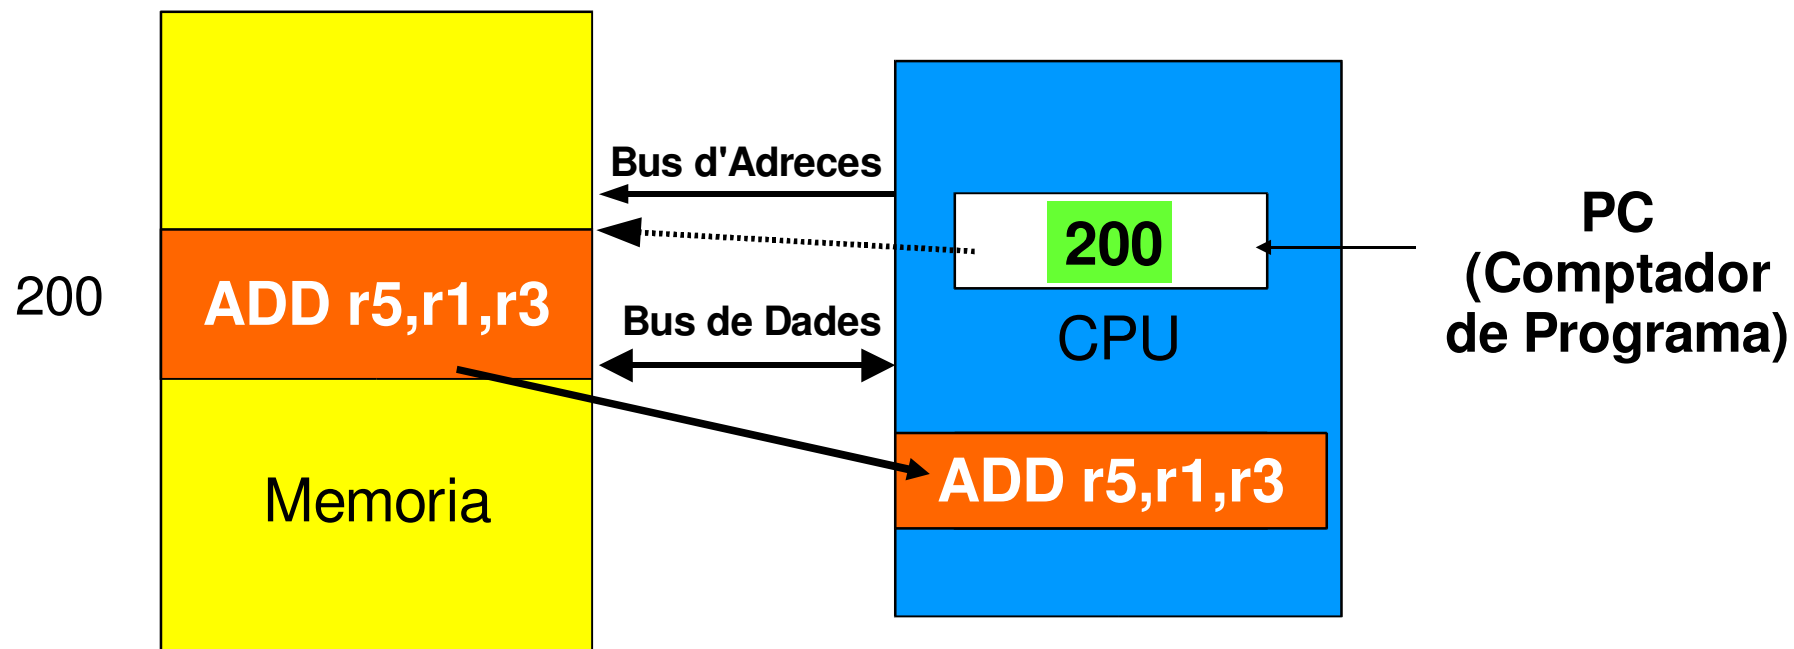 200
ADD r5,r1,r3
Memoria
Bus d'Adreces
Bus de Dades
200
CPU
ADD r5,r1,r3
PC
(Comptador
de Programa)